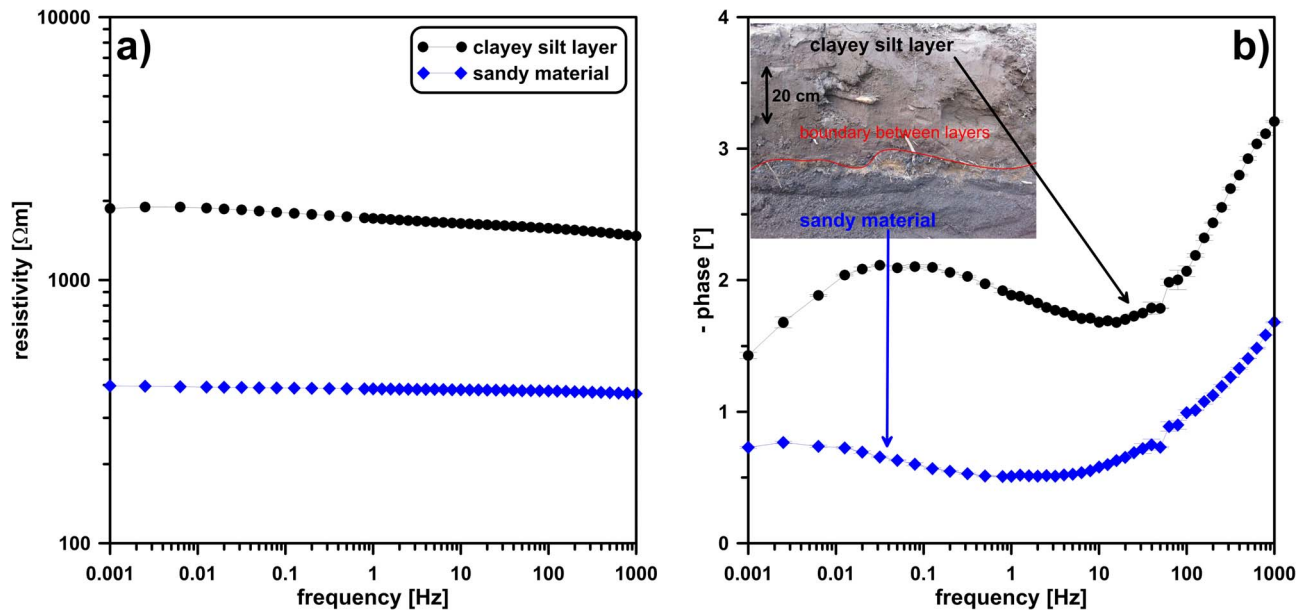 a)
clayey silt layer
sandy material
10000
1000
100
resistivity [Ωm]
0.001 0.01 0.1 1 10 100 1000
frequency [Hz]
b)
clayey silt layer
20 cm
boundary between layers
sandy material
4
3
2
1
0
- phase [°]
0.001 0.01 0.1 1 10 100 1000
frequency [Hz]